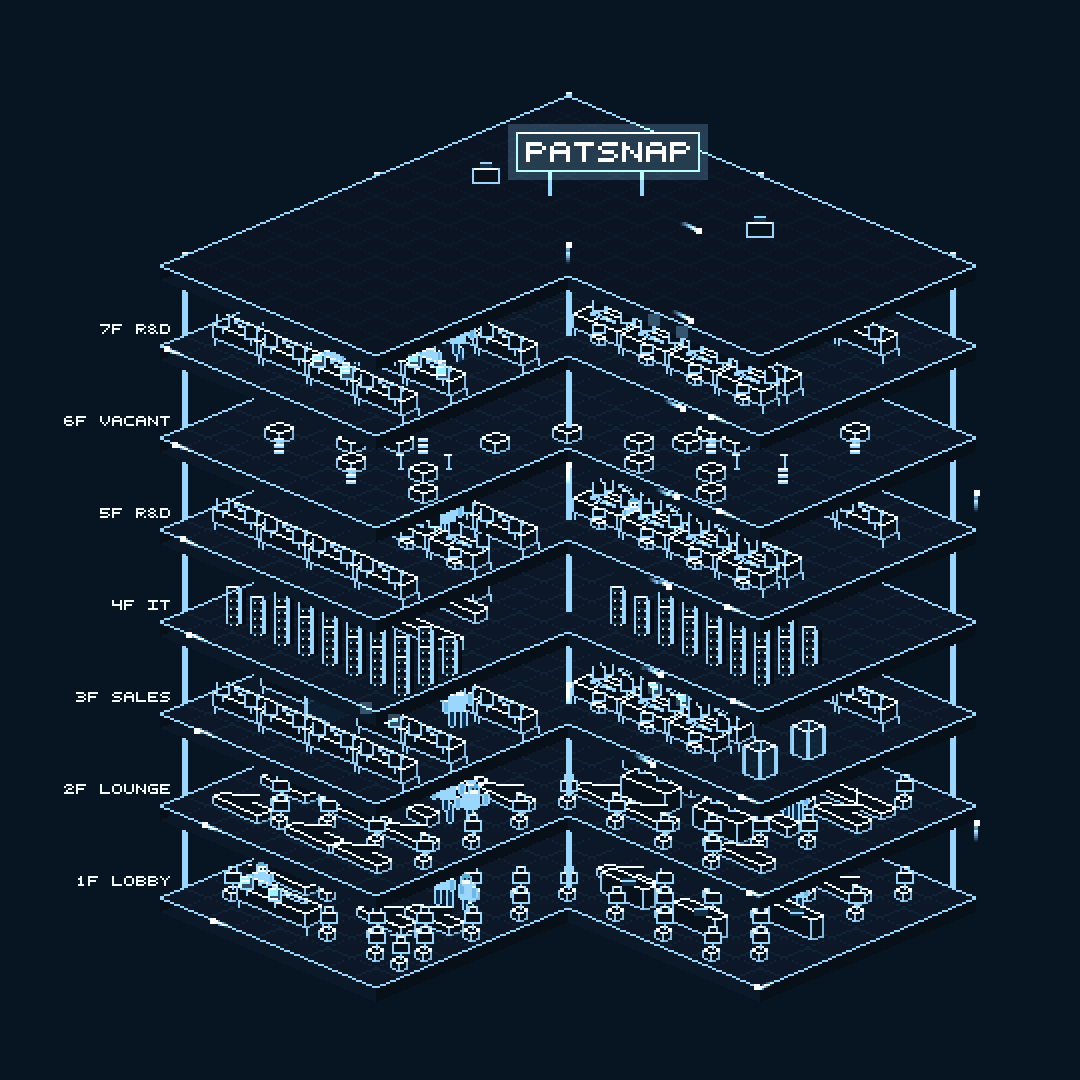 PATSNAP
7F R&D
6F VACANT
5F R&D
4F IT
3F SALES
2F LOUNGE
1F LOBBY